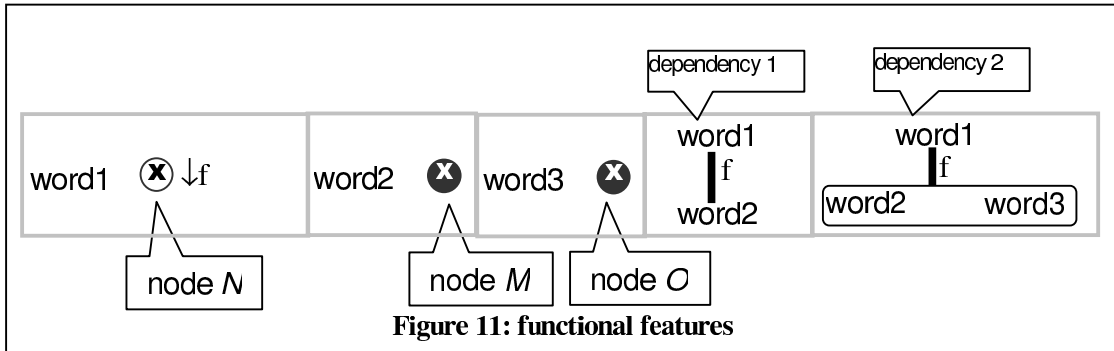 dependency 1
dependency 2
word1 x ↓f
word2 x
word3 x
word1
f
word2
word1
f
word2 word3
node N
node M
node O
Figure 11: functional features